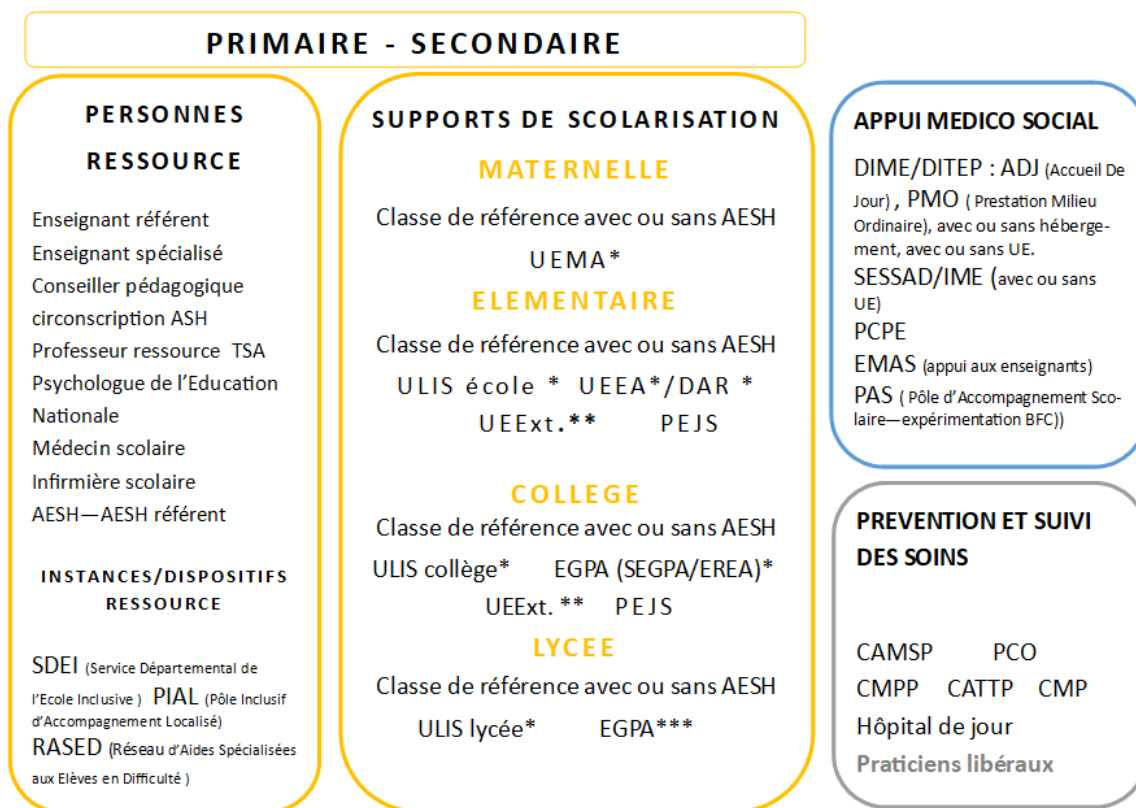 PRIMAIRE - SECONDAIRE
PERSONNES
RESSOURCE
Enseignant référent
Enseignant spécialisé
Conseiller pédagogique
circonscription ASH
Professeur ressource TSA
Psychologue de l'Education
Nationale
Médecin scolaire
Infirmière scolaire
AESH—AESH référent
INSTANCES/DISPOSITIFS
RESSOURCE
SDEI (Service Départemental de
l'Ecole Inclusive ) PIAL (Pôle Inclusif
d'Accompagnement Localisé)
RASED (Réseau d'Aides Spécialisées
aux Elèves en Difficulté )
SUPPORTS DE SCOLARISATION
MATERNELLE
Classe de référence avec ou sans AESH
UEMA*
ELEMENTAIRE
Classe de référence avec ou sans AESH
ULIS école * UEEA*/DAR *
UEExt.** PEJS
COLLEGE
Classe de référence avec ou sans AESH
ULIS collège* EGPA (SEGPA/EREA)*
UEExt. ** PEJS
LYCEE
Classe de référence avec ou sans AESH
ULIS lycée* EGPA***
APPUI MEDICO SOCIAL
DIME/DITEP : ADJ (Accueil De
Jour) , PMO ( Prestation Milieu
Ordinaire), avec ou sans héberge-
ment, avec ou sans UE.
SESSAD/IME (avec ou sans
UE)
PCPE
EMAS (appui aux enseignants)
PAS ( Pôle d'Accompagnement Sco-
laire—expérimentation BFC))
PREVENTION ET SUIVI
DES SOINS
CAMSP PCO
CMPP CATTP CMP
Hôpital de jour
Praticiens libéraux